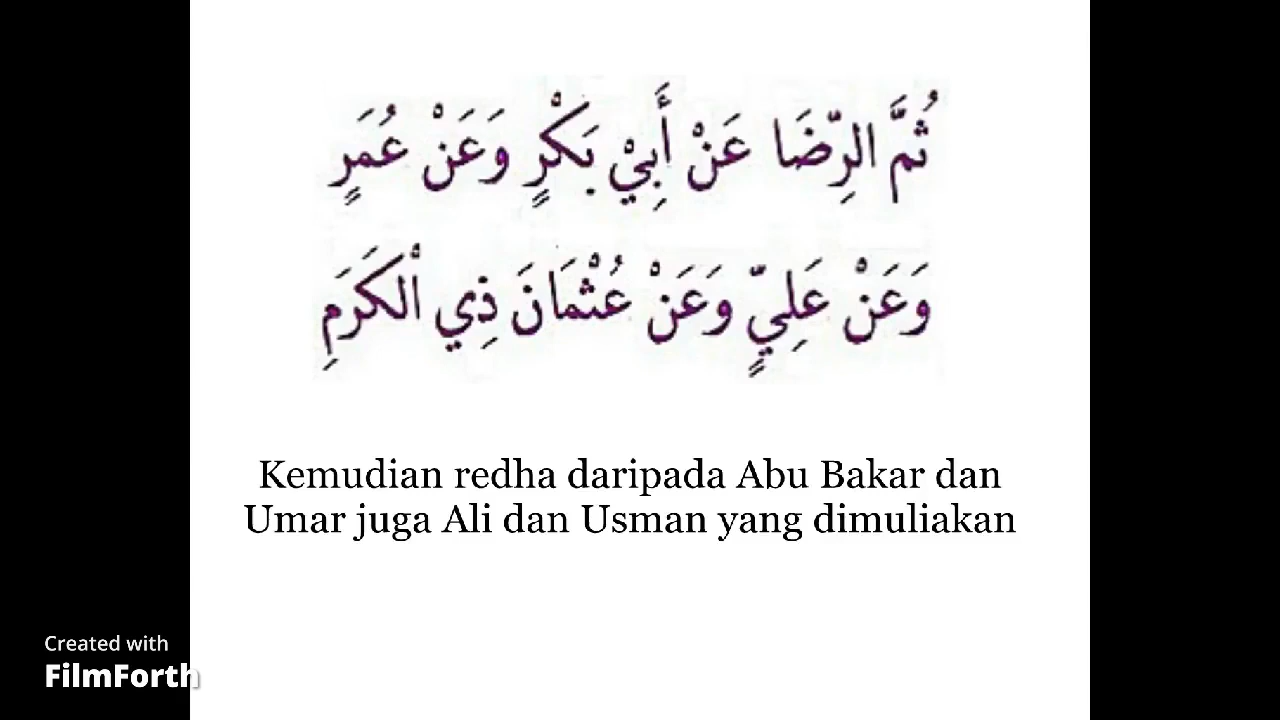 ثُمَّ الرِّضَا عَنْ أَبِيْ بَكْرٍ وَعَنْ عُمَرٍ
وَعَنْ عَلِيٍّ وَعَنْ عُثْمَانَ ذِي الْكَرَمِ
Kemudian redha daripada Abu Bakar dan
Umar juga Ali dan Usman yang dimuliakan
Created with
FilmForth